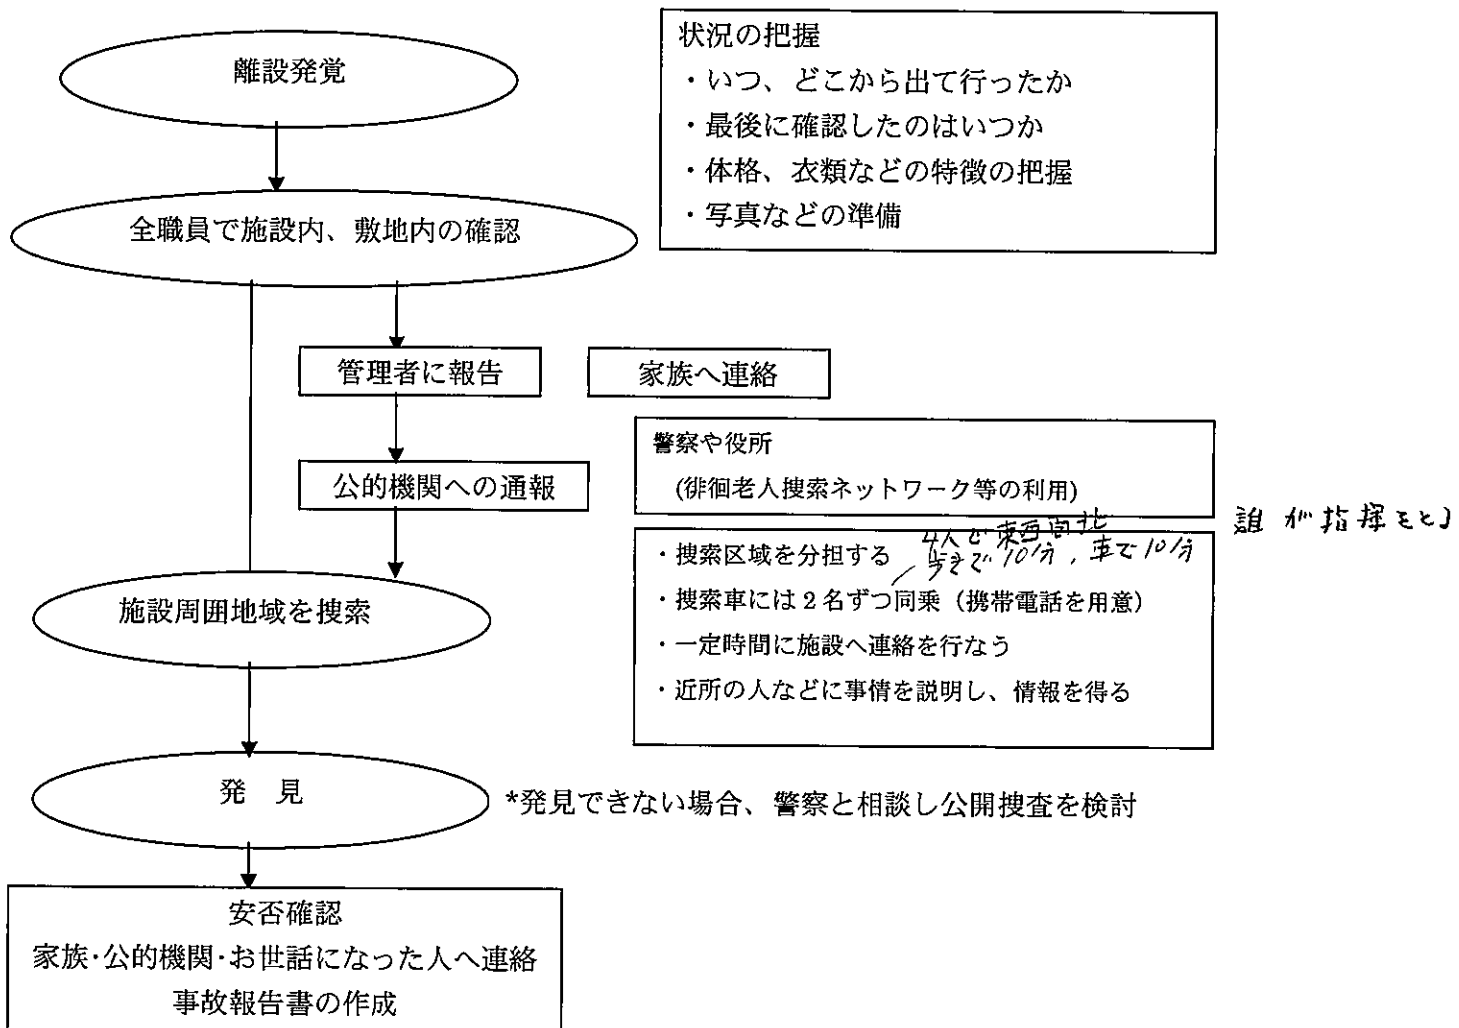 離設発覚
状況の把握
・いつ、どこから出て行ったか
・最後に確認したのはいつか
・体格、衣類などの特徴の把握
・写真などの準備
全職員で施設内、敷地内の確認
管理者に報告
家族へ連絡
公的機関への通報
警察や役所
(徘徊老人捜索ネットワーク等の利用)
誰が指揮をとる
4人で東西南北
歩きで10分，車で10分
・捜索区域を分担する
・捜索車には2名ずつ同乗（携帯電話を用意）
・一定時間に施設へ連絡を行なう
・近所の人などに事情を説明し、情報を得る
施設周囲地域を捜索
発　見
*発見できない場合、警察と相談し公開捜査を検討
安否確認
家族･公的機関･お世話になった人へ連絡
事故報告書の作成